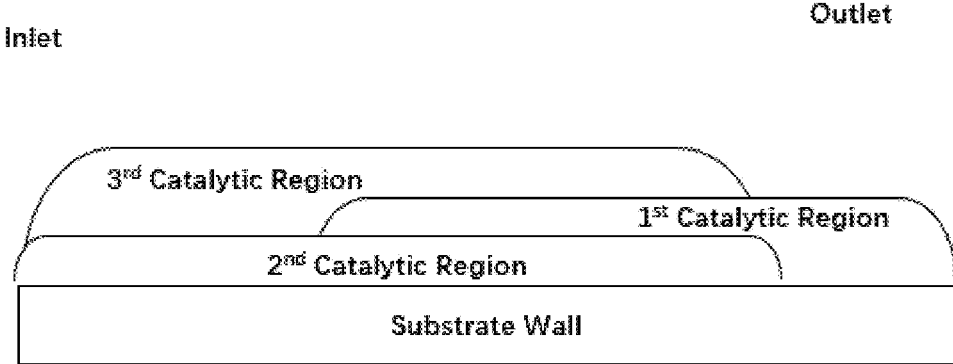 Outlet
Inlet
3rd Catalytic Region
1st Catalytic Region
2nd Catalytic Region
Substrate Wall